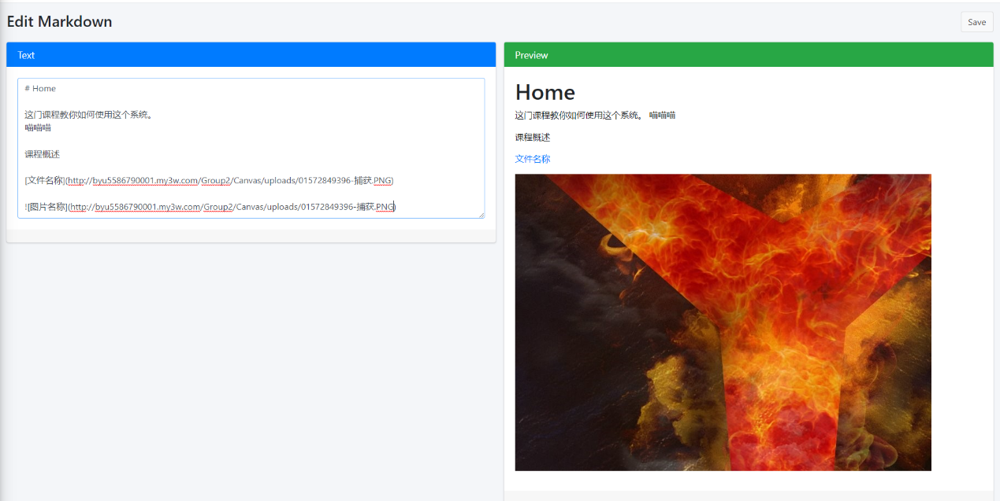 Edit Markdown
Save
Text
# Home
这门课程教你如何使用这个系统。
喵喵喵
课程概述
[文件名称](http://byu5586790001.my3w.com/Group2/Canvas/uploads/01572849396-捕获.PNG)
![图片名称](http://byu5586790001.my3w.com/Group2/Canvas/uploads/01572849396-捕获.PNG)
Preview
Home
这门课程教你如何使用这个系统。 喵喵喵
课程概述
文件名称